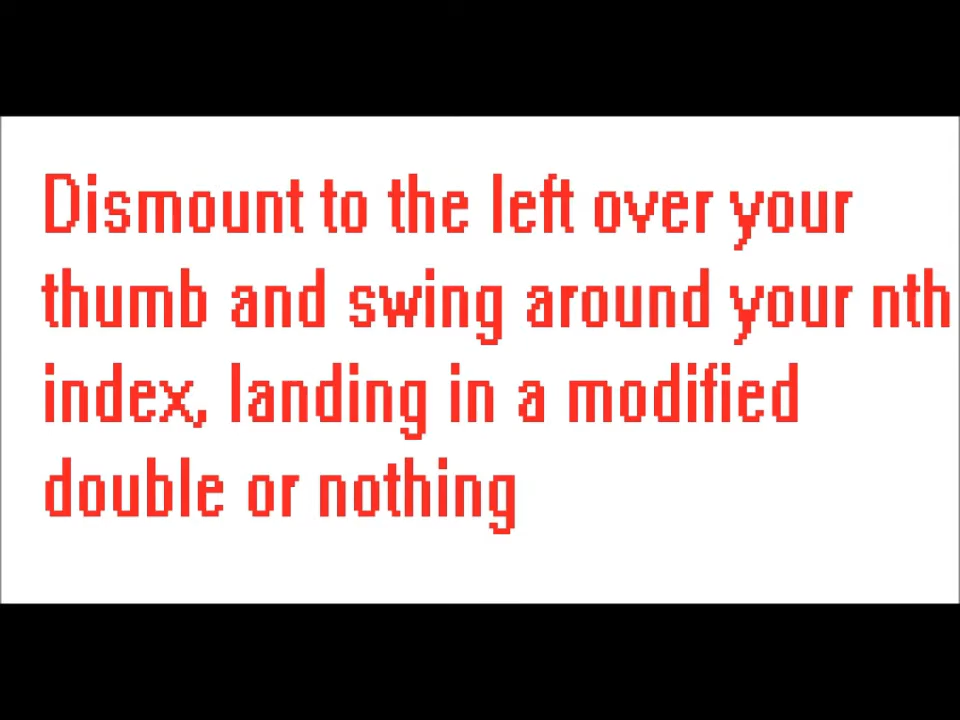 Dismount to the left over your
thumb and swing around your nth
index, landing in a modified
double or nothing